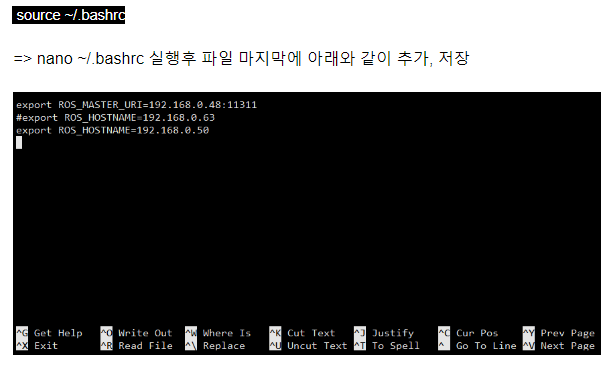 source ~/.bashrc
=> nano ~/.bashrc 실행후 파일 마지막에 아래와 같이 추가, 저장
export ROS_MASTER_URI=192.168.0.48:11311
#export ROS_HOSTNAME=192.168.0.63
export ROS_HOSTNAME=192.168.0.50
^G Get Help ^O Write Out ^W Where Is ^K Cut Text ^J Justify ^C Cur Pos ^Y Prev Page
^X Exit ^R Read File ^\ Replace ^U Uncut Text ^T To Spell ^_ Go To Line ^V Next Page